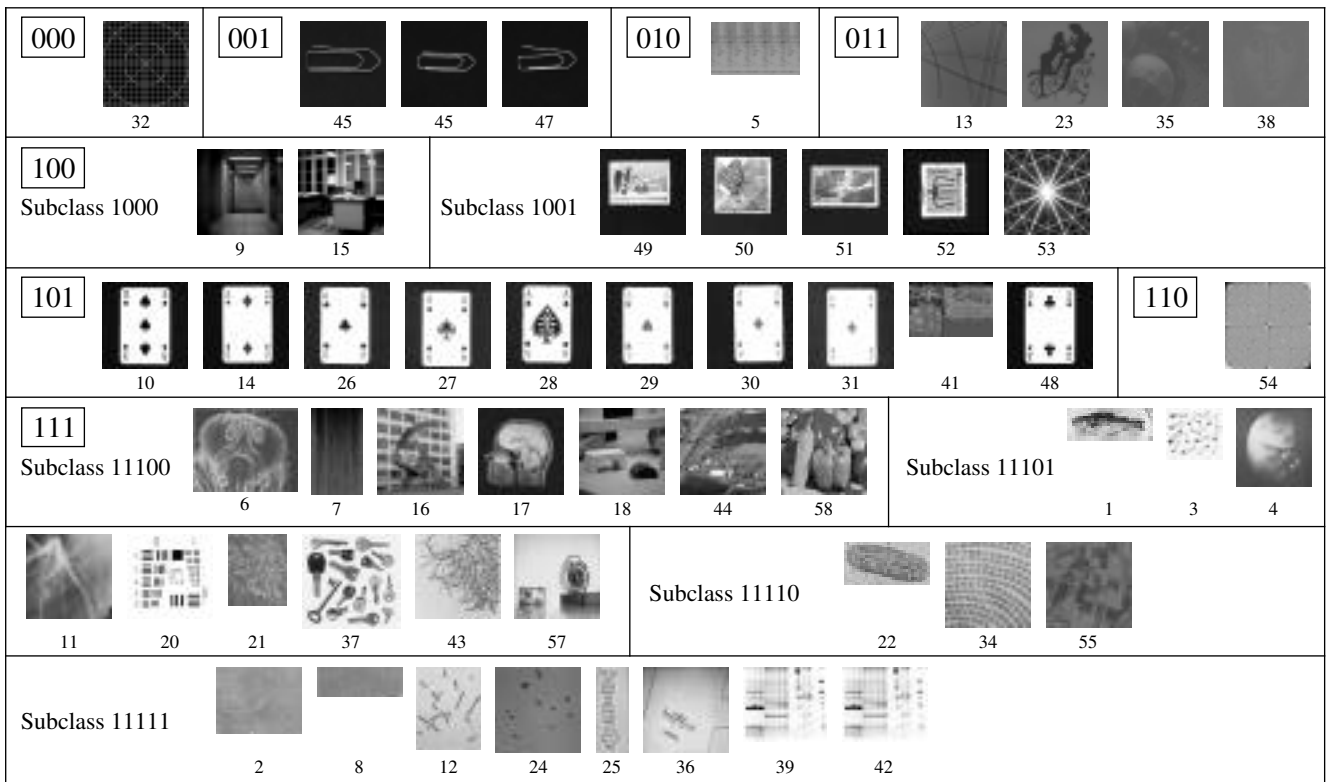 000 001 010 011
32 45 45 47 5 13 23 35 38
100
Subclass 1000 Subclass 1001
9 15 49 50 51 52 53
101 110
10 14 26 27 28 29 30 31 41 48 54
111
Subclass 11100 Subclass 11101
6 7 16 17 18 44 58 1 3 4
Subclass 11110
11 20 21 37 43 57 22 34 55
Subclass 11111
2 8 12 24 25 36 39 42